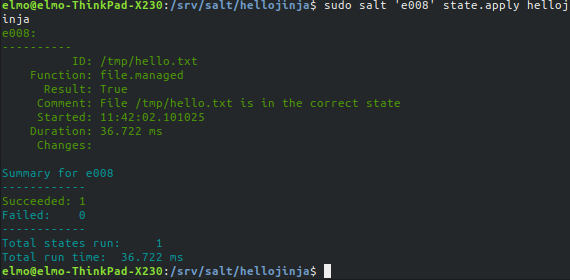 elmo@elmo-ThinkPad-X230:/srv/salt/hellojinja$ sudo salt 'e008' state.apply helloj
inja
e008:
----------
          ID: /tmp/hello.txt
    Function: file.managed
      Result: True
     Comment: File /tmp/hello.txt is in the correct state
     Started: 11:42:02.101025
    Duration: 36.722 ms
     Changes:

Summary for e008
------------
Succeeded: 1
Failed:    0
------------
Total states run:     1
Total run time:  36.722 ms
elmo@elmo-ThinkPad-X230:/srv/salt/hellojinja$